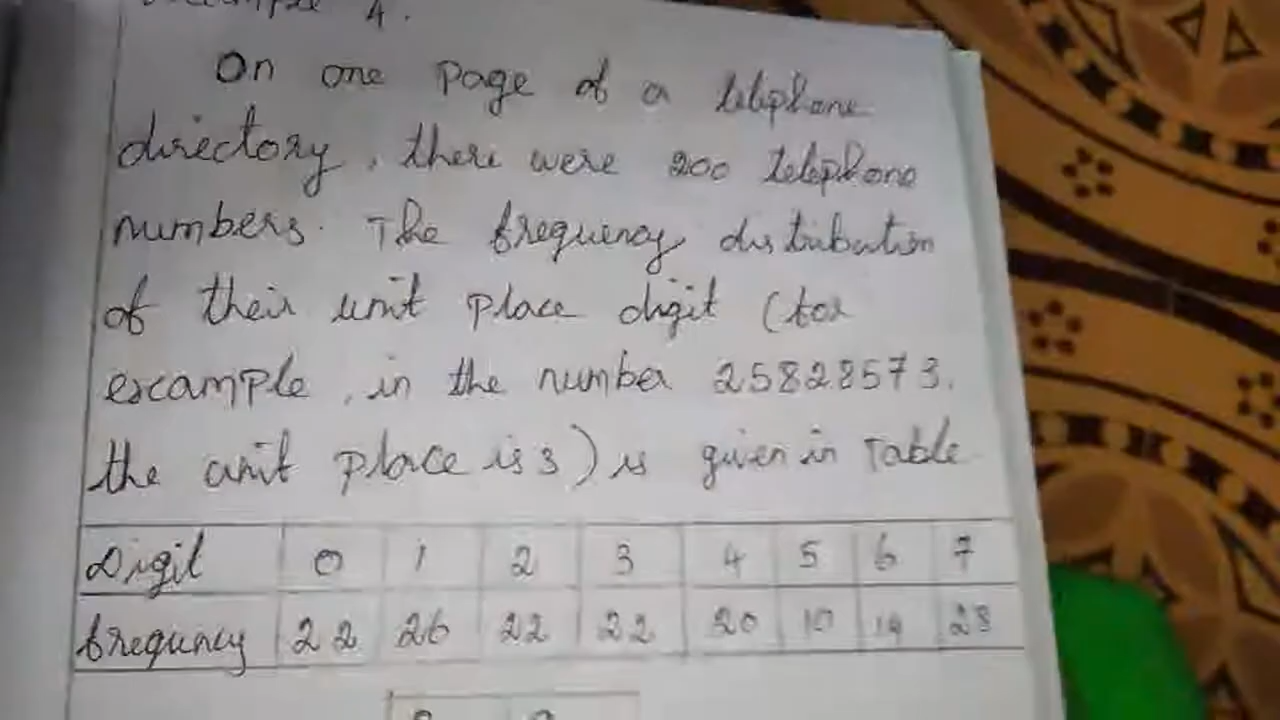 4.
On one page of a telephone
directory, there were 200 telephone
numbers. The frequency distribution
of their unit place digit (for
example, in the number 25828573.
the unit place is 3) is given in Table
Digit 0 1 2 3 4 5 6 7
frequncy 22 26 22 22 20 10 14 28